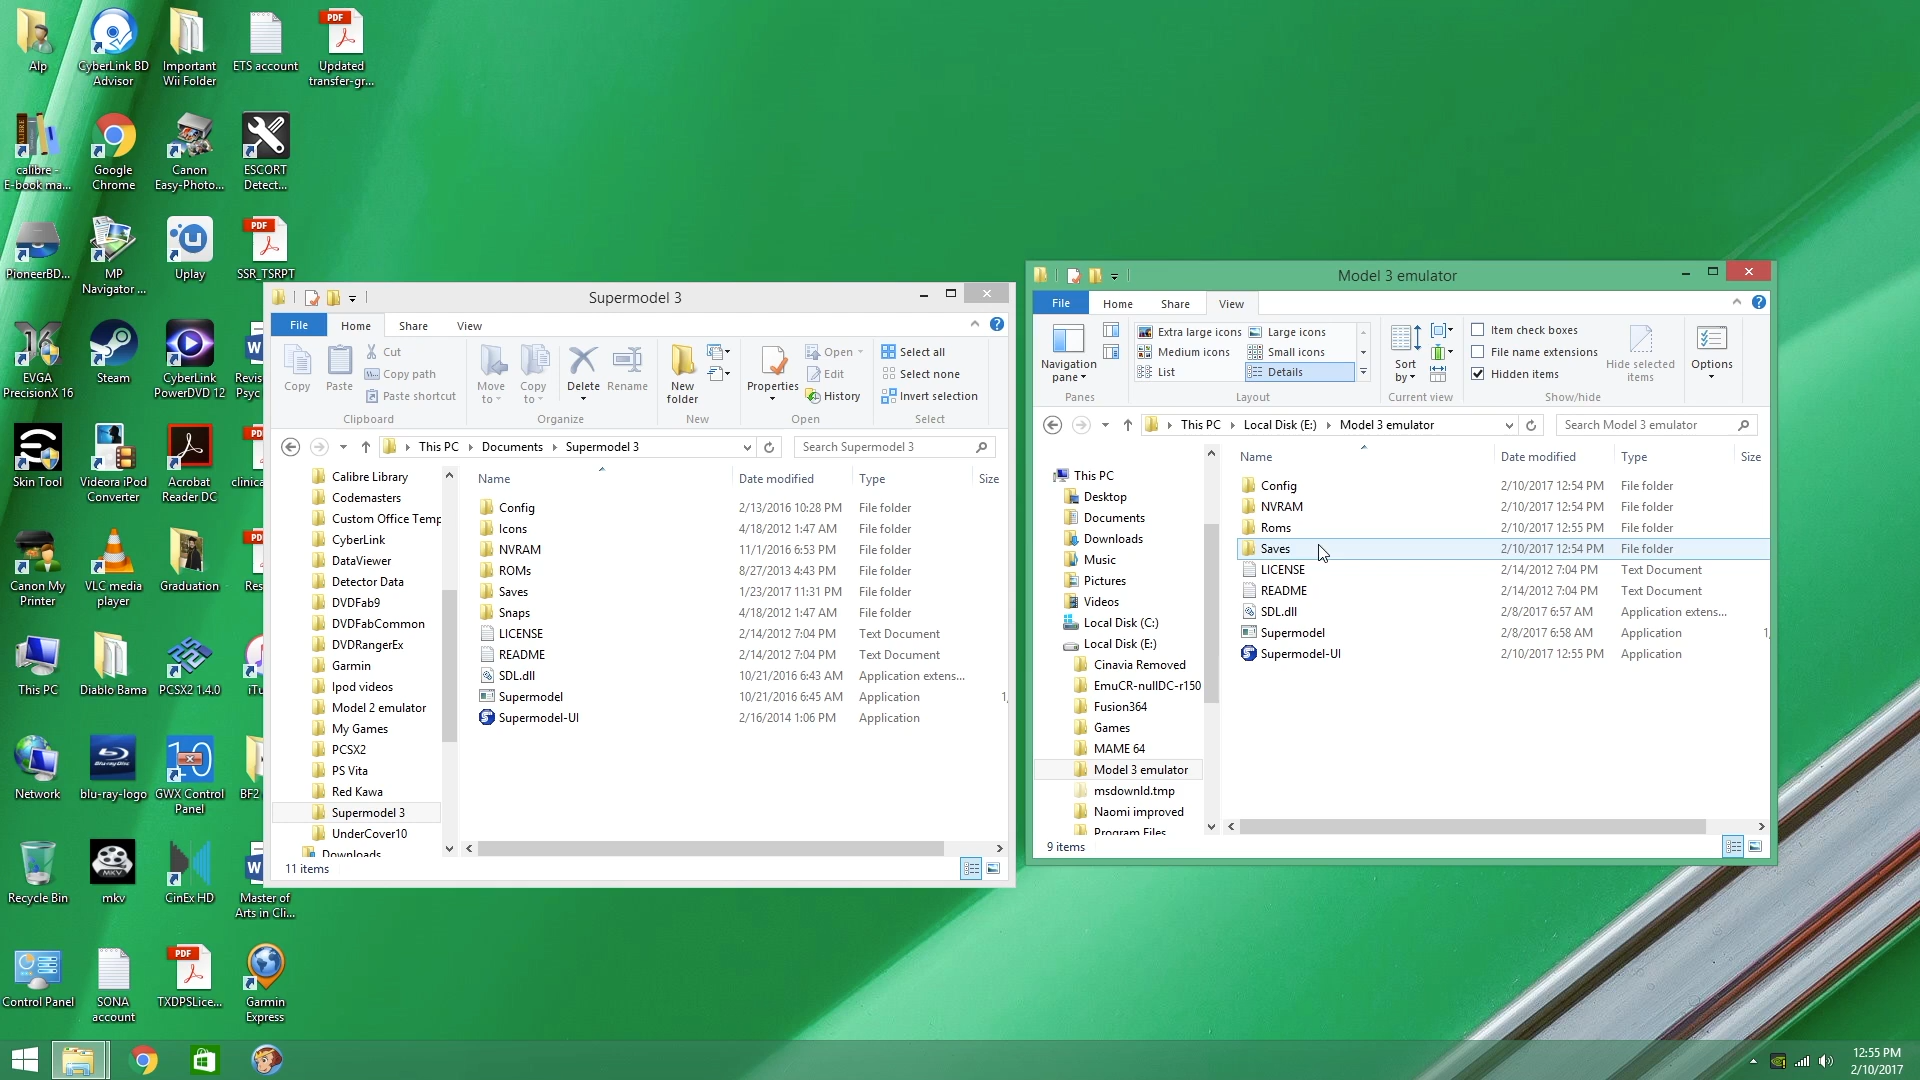 Alp
CyberLink BD
Advisor
Important
Wii Folder
ETS account
PDF
Updated
transfer-gr...
calibre -
E-book ma...
Google
Chrome
Canon
Easy-Photo...
ESCORT
Detect...
PioneerBD...
MP
Navigator ...
Uplay
PDF
SSR_TSRPT
EVGA
PrecisionX 16
Steam
CyberLink
PowerDVD 12
Revis
Psyc
Skin Tool
Videora iPod
Converter
Acrobat
Reader DC
clinica
Canon My
Printer
VLC media
player
Graduation
Res
This PC
Diablo Bama
PCSX2 1.4.0
iTu
Network
blu-ray-logo
GWX Control
Panel
BF2
Recycle Bin
mkv
CinEx HD
Master of
Arts in Cli...
Control Panel
SONA
account
PDF
TXDPSLice...
Garmin
Express
Supermodel 3
File Home Share View
Copy
Paste
Cut
Copy path
Paste shortcut
Clipboard
Move
to
Copy
to
Delete
Rename
Organize
New
folder
New
Properties
Open
Edit
History
Open
Select all
Select none
Invert selection
Select
This PC Documents Supermodel 3
Search Supermodel 3
Calibre Library
Codemasters
Custom Office Temp
CyberLink
DataViewer
Detector Data
DVDFab9
DVDFabCommon
DVDRangerEx
Garmin
Ipod videos
Model 2 emulator
My Games
PCSX2
PS Vita
Red Kawa
Supermodel 3
UnderCover10
Downloads
Name Date modified Type Size
Config 2/13/2016 10:28 PM File folder
Icons 4/18/2012 1:47 AM File folder
NVRAM 11/1/2016 6:53 PM File folder
ROMs 8/27/2013 4:43 PM File folder
Saves 1/23/2017 11:31 PM File folder
Snaps 4/18/2012 1:47 AM File folder
LICENSE 2/14/2012 7:04 PM Text Document
README 2/14/2012 7:04 PM Text Document
SDL.dll 10/21/2016 6:43 AM Application extens...
Supermodel 10/21/2016 6:45 AM Application 1,
Supermodel-UI 2/16/2014 1:06 PM Application
11 items
Model 3 emulator
File Home Share View
Navigation
pane
Panes
Extra large icons Large icons
Medium icons Small icons
List Details
Layout
Sort
by
Current view
Item check boxes
File name extensions
Hidden items
Hide selected
items
Show/hide
Options
This PC Local Disk (E:) Model 3 emulator
Search Model 3 emulator
This PC
Desktop
Documents
Downloads
Music
Pictures
Videos
Local Disk (C:)
Local Disk (E:)
Cinavia Removed
EmuCR-nullDC-r150
Fusion364
Games
MAME 64
Model 3 emulator
msdownld.tmp
Naomi improved
Program Files
Name Date modified Type Size
Config 2/10/2017 12:54 PM File folder
NVRAM 2/10/2017 12:54 PM File folder
Roms 2/10/2017 12:55 PM File folder
Saves 2/10/2017 12:54 PM File folder
LICENSE 2/14/2012 7:04 PM Text Document
README 2/14/2012 7:04 PM Text Document
SDL.dll 2/8/2017 6:57 AM Application extens...
Supermodel 2/8/2017 6:58 AM Application 1,
Supermodel-UI 2/10/2017 12:55 PM Application
9 items
12:55 PM
2/10/2017